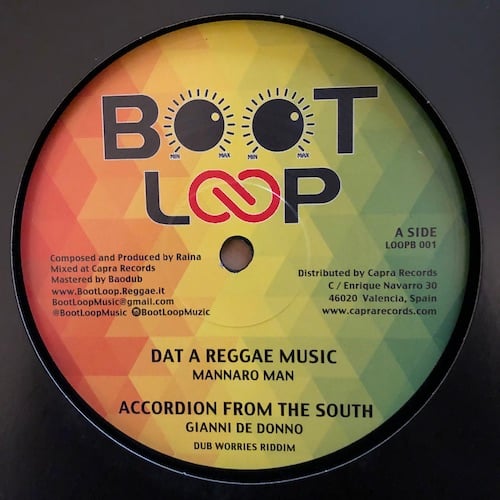 BOOT
MIN MAX MIN MAX
LOOP
A SIDE
LOOPB 001
Composed and Produced by Raina
Mixed at Capra Records
Mastered by Baodub
www.BootLoop.Reggae.it
BootLoopMusic@gmail.com
@BootLoopMusic @BootLoopMuzic
Distributed by Capra Records
C / Enrique Navarro 30
46020 Valencia, Spain
www.caprarecords.com
DAT A REGGAE MUSIC
MANNARO MAN
ACCORDION FROM THE SOUTH
GIANNI DE DONNO
DUB WORRIES RIDDIM